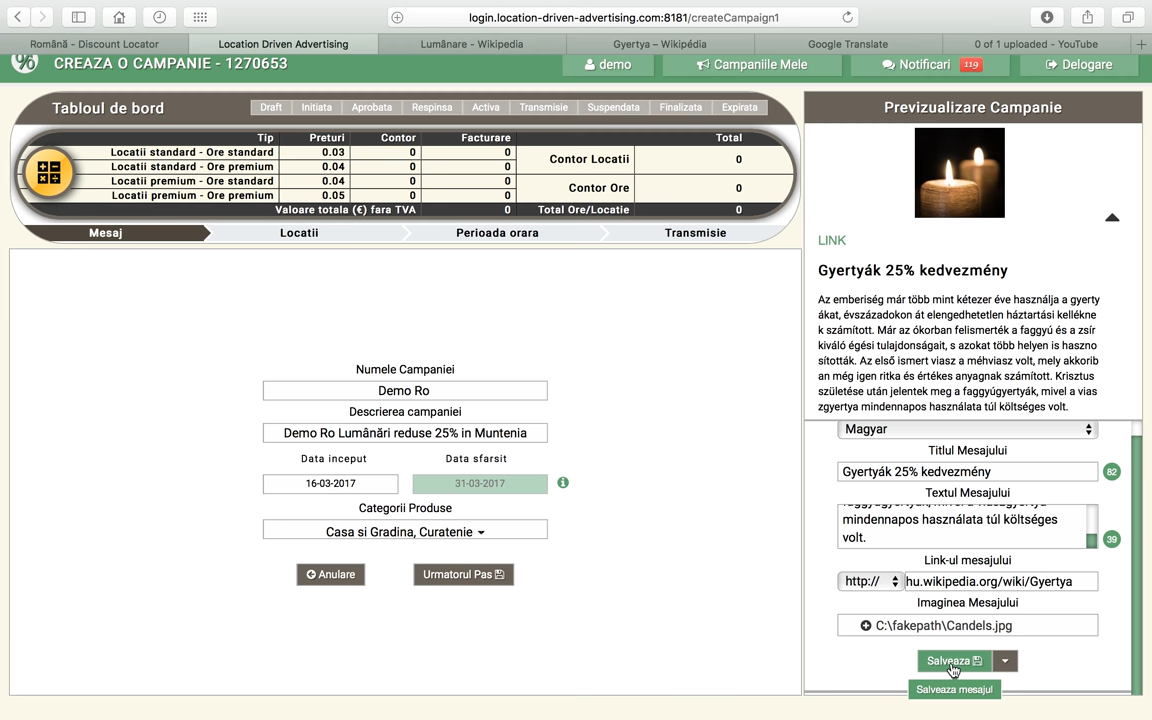 login.location-driven-advertising.com:8181/createCampaign1
Română - Discount Locator
Location Driven Advertising
Lumânare - Wikipedia
Gyertya – Wikipédia
Google Translate
0 of 1 uploaded - YouTube
%
CREAZA O CAMPANIE - 1270653
demo
Campaniile Mele
Notificari 119
Delogare
Tabloul de bord
Draft Initiata Aprobata Respinsa Activa Transmisie Suspendata Finalizata Expirata
Tip Preturi Contor Facturare Total
Locatii standard - Ore standard 0.03 0 0
Locatii standard - Ore premium 0.04 0 0
Locatii premium - Ore standard 0.04 0 0
Locatii premium - Ore premium 0.05 0 0
Contor Locatii 0
Contor Ore 0
Valoare totala (€) fara TVA 0 Total Ore/Locatie 0
Mesaj Locatii Perioada orara Transmisie
Numele Campaniei
Demo Ro
Descrierea campaniei
Demo Ro Lumânări reduse 25% in Muntenia
Data inceput Data sfarsit
16-03-2017 31-03-2017
Categorii Produse
Casa si Gradina, Curatenie
Anulare Urmatorul Pas
Previzualizare Campanie
LINK
Gyertyák 25% kedvezmény
Az emberiség már több mint kétezer éve használja a gyerty
ákat, évszázadokon át elengedhetetlen háztartási kellékne
k számított. Már az ókorban felismerték a faggyú és a zsír
kiváló égési tulajdonságait, s azokat több helyen is haszno
sították. Az első ismert viasz a méhviasz volt, mely akkorib
an még igen ritka és értékes anyagnak számított. Krisztus
születése után jelentek meg a faggyúgyertyák, mivel a vias
zgyertya mindennapos használata túl költséges volt.
Magyar
Titlul Mesajului
Gyertyák 25% kedvezmény 82
Textul Mesajului
mindennapos használata túl költséges
volt. 39
Link-ul mesajului
http:// hu.wikipedia.org/wiki/Gyertya
Imaginea Mesajului
C:\fakepath\Candels.jpg
Salveaza
Salveaza mesajul